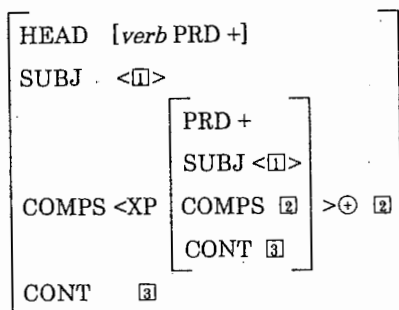 HEAD [verb PRD +]
SUBJ <1>
PRD +
SUBJ <1>
COMPS <XP COMPS 2 >⊕ 2
CONT 3
CONT 3